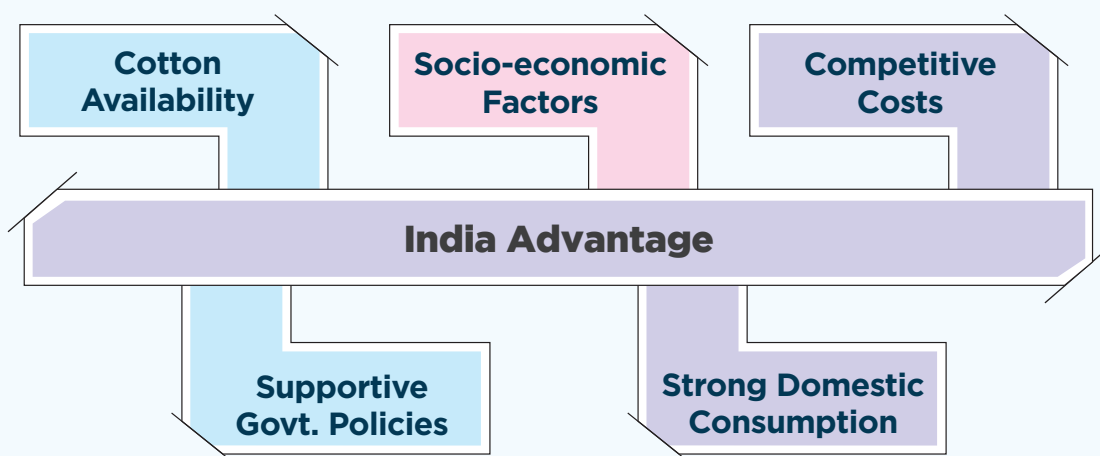 Cotton
Availability
Socio-economic
Factors
Competitive
Costs
India Advantage
Supportive
Govt. Policies
Strong Domestic
Consumption